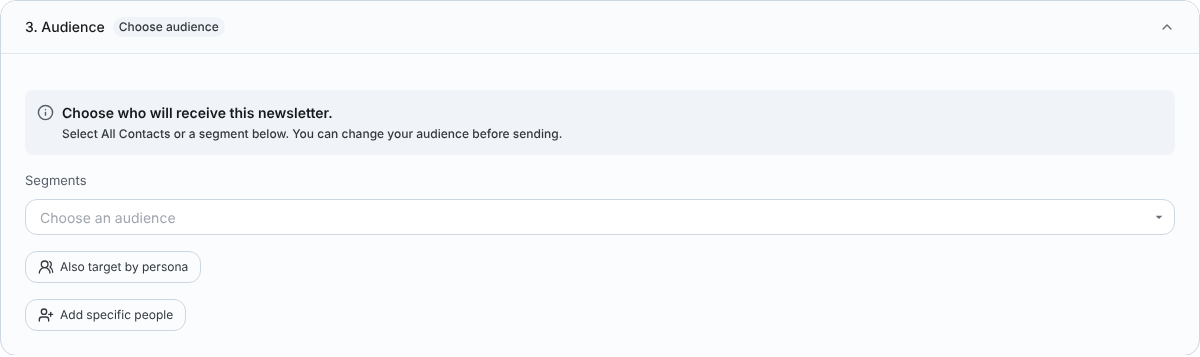 3. Audience Choose audience
Choose who will receive this newsletter.
Select All Contacts or a segment below. You can change your audience before sending.
Segments
Choose an audience
Also target by persona
Add specific people